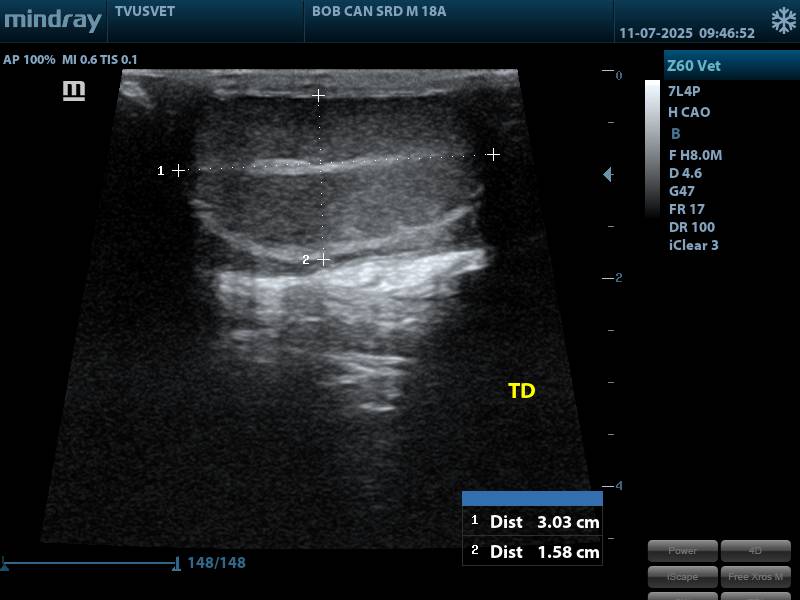 mindray
TVUSVET
BOB CAN SRD M 18A
11-07-2025 09:46:52
AP 100% MI 0.6 TIS 0.1
m
Z60 Vet
7L4P
H CAO
B
F H8.0M
D 4.6
G47
FR 17
DR 100
iClear 3
0
2
4
1
2
TD
1 Dist 3.03 cm
2 Dist 1.58 cm
148/148
Power
4D
iScape
Free Xros M